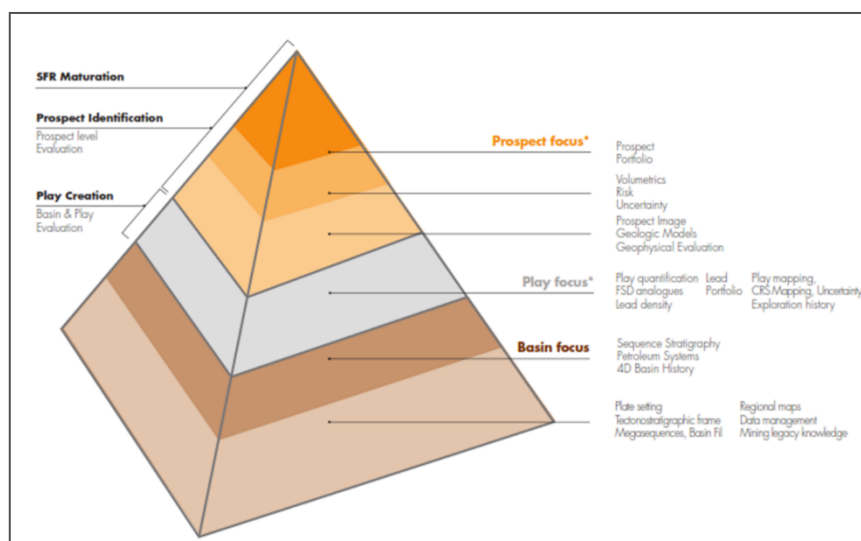 SFR Maturation
Prospect Identification
Prospect level
Evaluation
Play Creation
Basin & Play
Evaluation
Prospect focus*
Prospect
Portfolio
Volumetrics
Risk
Uncertainty
Prospect Image
Geologic Models
Geophysical Evaluation
Play focus*
Play quantification
FSD analogues
Lead density
Lead
Portfolio
Play mapping,
CRS Mapping, Uncertainty
Exploration history
Basin focus
Sequence Stratigraphy
Petroleum Systems
4D Basin History
Plate setting
Tectonostratigraphic frame
Megasequences, Basin Fil
Regional maps
Data management
Mining legacy knowledge